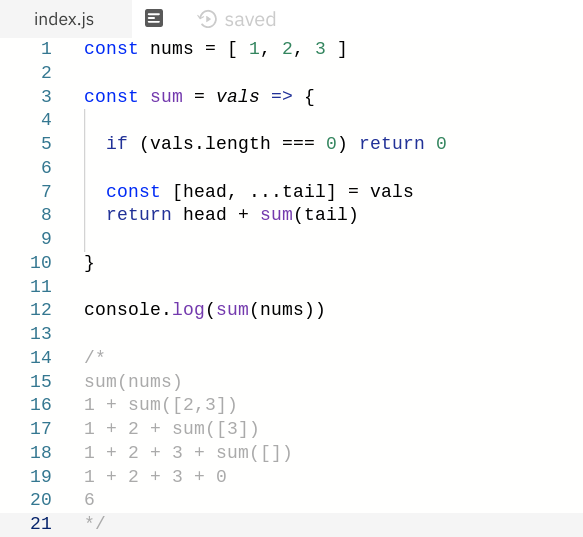 index.js saved
1 const nums = [ 1, 2, 3 ]
2
3 const sum = vals => {
4
5 if (vals.length === 0) return 0
6
7 const [head, ...tail] = vals
8 return head + sum(tail)
9
10 }
11
12 console.log(sum(nums))
13
14 /*
15 sum(nums)
16 1 + sum([2,3])
17 1 + 2 + sum([3])
18 1 + 2 + 3 + sum([])
19 1 + 2 + 3 + 0
20 6
21 */